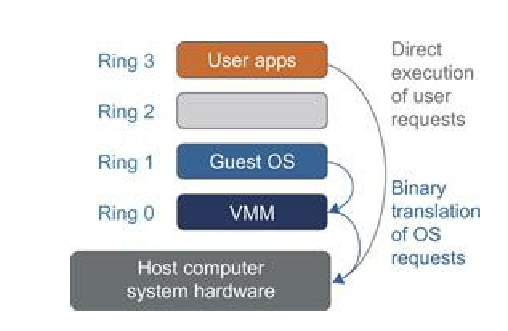 Ring 3
User apps
Direct
execution
of user
requests
Ring 2
Ring 1
Guest OS
Binary
translation
of OS
requests
Ring 0
VMM
Host computer
system hardware